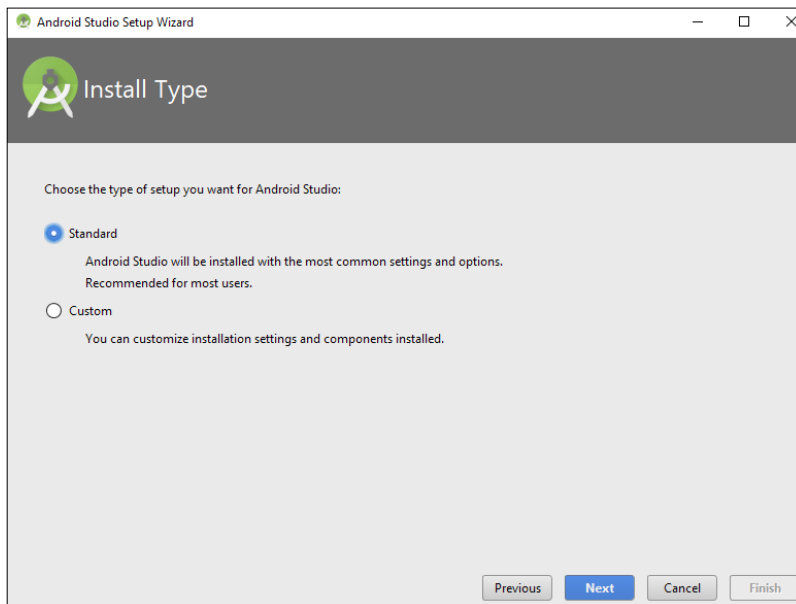 Android Studio Setup Wizard
Install Type
Choose the type of setup you want for Android Studio:
Standard
Android Studio will be installed with the most common settings and options.
Recommended for most users.
Custom
You can customize installation settings and components installed.
Previous Next Cancel Finish